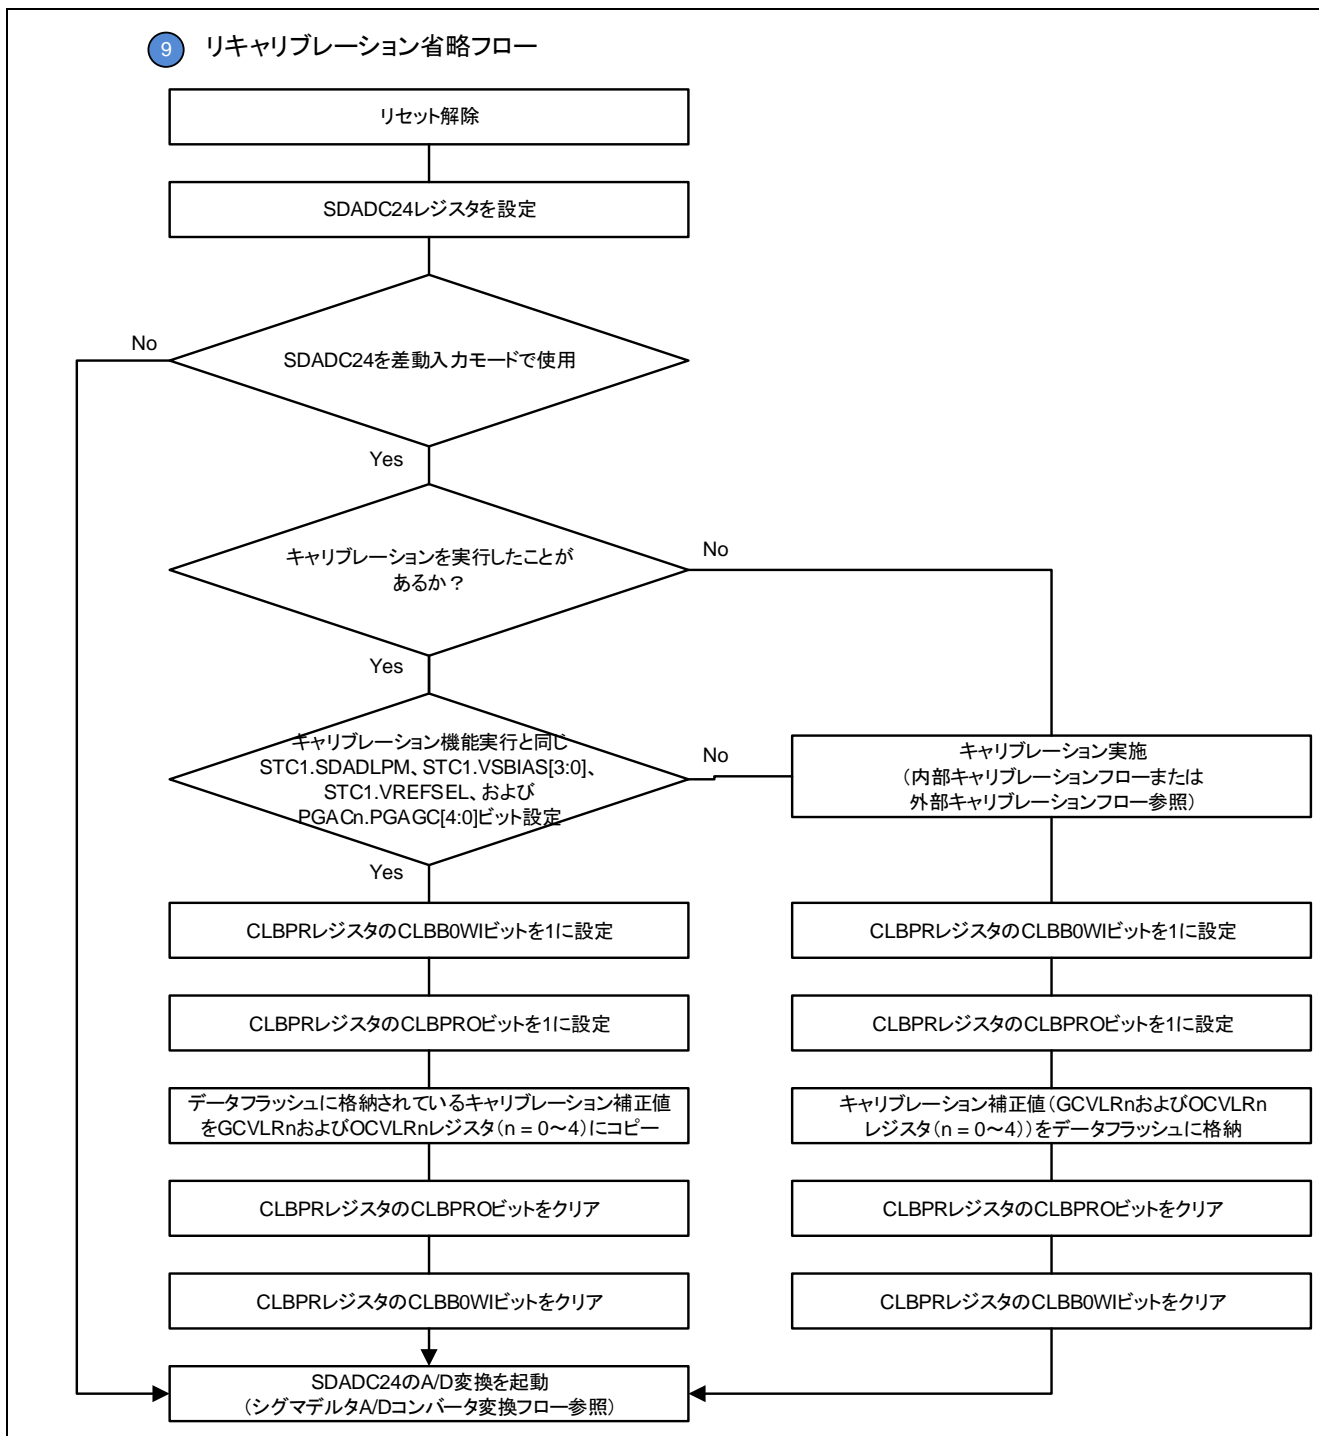 9 リキャリブレーション省略フロー
リセット解除
SDADC24レジスタを設定
No
SDADC24を差動入力モードで使用
Yes
キャリブレーションを実行したことが
あるか？
No
Yes
キャリブレーション機能実行と同じ
STC1.SDADLPM、STC1.VSBIAS[3:0]、
STC1.VREFSEL、および
PGACn.PGAGC[4:0]ビット設定
No
キャリブレーション実施
（内部キャリブレーションフローまたは
外部キャリブレーションフロー参照）
Yes
CLBPRレジスタのCLBB0WIビットを1に設定
CLBPRレジスタのCLBB0WIビットを1に設定
CLBPRレジスタのCLBPROビットを1に設定
CLBPRレジスタのCLBPROビットを1に設定
データフラッシュに格納されているキャリブレーション補正値
をGCVLRnおよびOCVLRnレジスタ（n = 0～4）にコピー
キャリブレーション補正値（GCVLRnおよびOCVLRn
レジスタ（n = 0～4））をデータフラッシュに格納
CLBPRレジスタのCLBPROビットをクリア
CLBPRレジスタのCLBPROビットをクリア
CLBPRレジスタのCLBB0WIビットをクリア
CLBPRレジスタのCLBB0WIビットをクリア
SDADC24のA/D変換を起動
（シグマデルタA/Dコンバータ変換フロー参照）